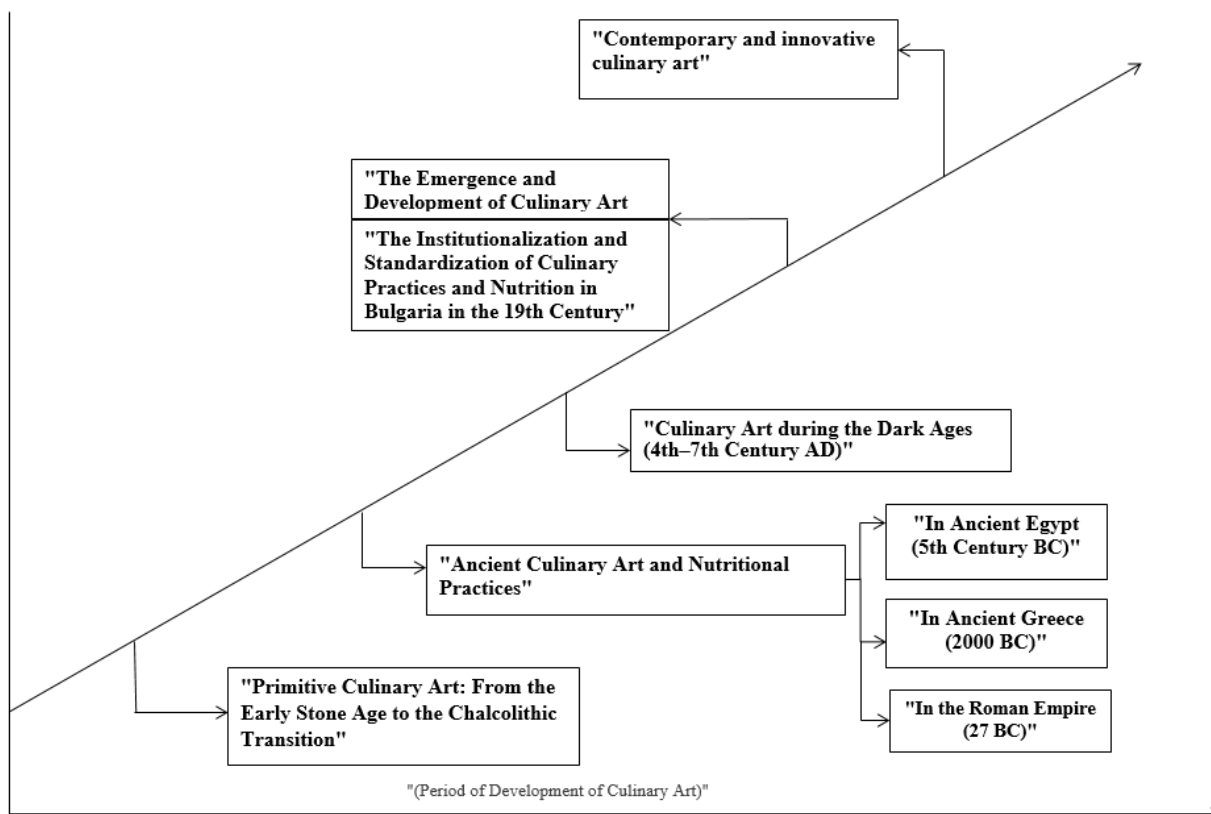 "Contemporary and innovative
culinary art"
"The Emergence and
Development of Culinary Art
"The Institutionalization and
Standardization of Culinary
Practices and Nutrition in
Bulgaria in the 19th Century"
"Culinary Art during the Dark Ages
(4th–7th Century AD)"
"Ancient Culinary Art and Nutritional
Practices"
"In Ancient Egypt
(5th Century BC)"
"In Ancient Greece
(2000 BC)"
"In the Roman Empire
(27 BC)"
"Primitive Culinary Art: From the
Early Stone Age to the Chalcolithic
Transition"
"(Period of Development of Culinary Art)"